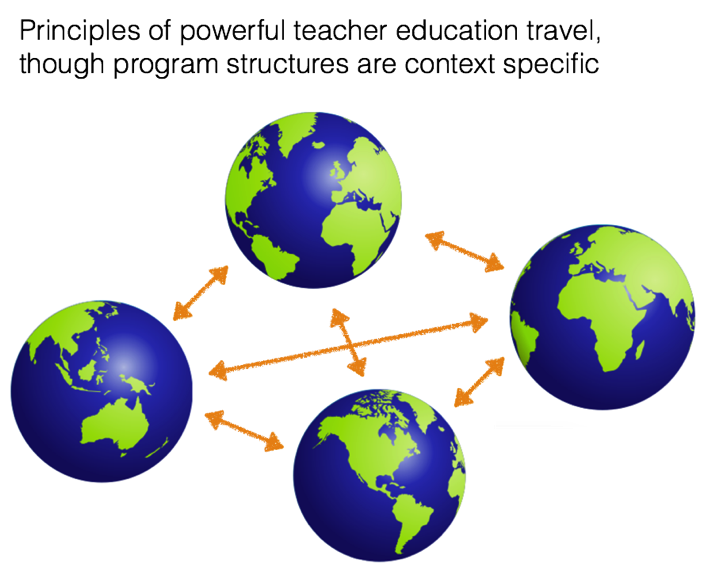 Principles of powerful teacher education travel,
though program structures are context specific